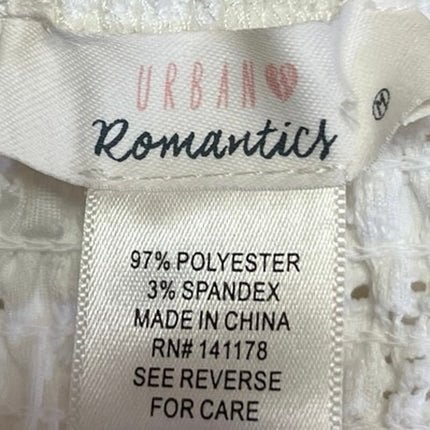 URBAN
Romantics
M
97% POLYESTER
3% SPANDEX
MADE IN CHINA
RN# 141178
SEE REVERSE
FOR CARE